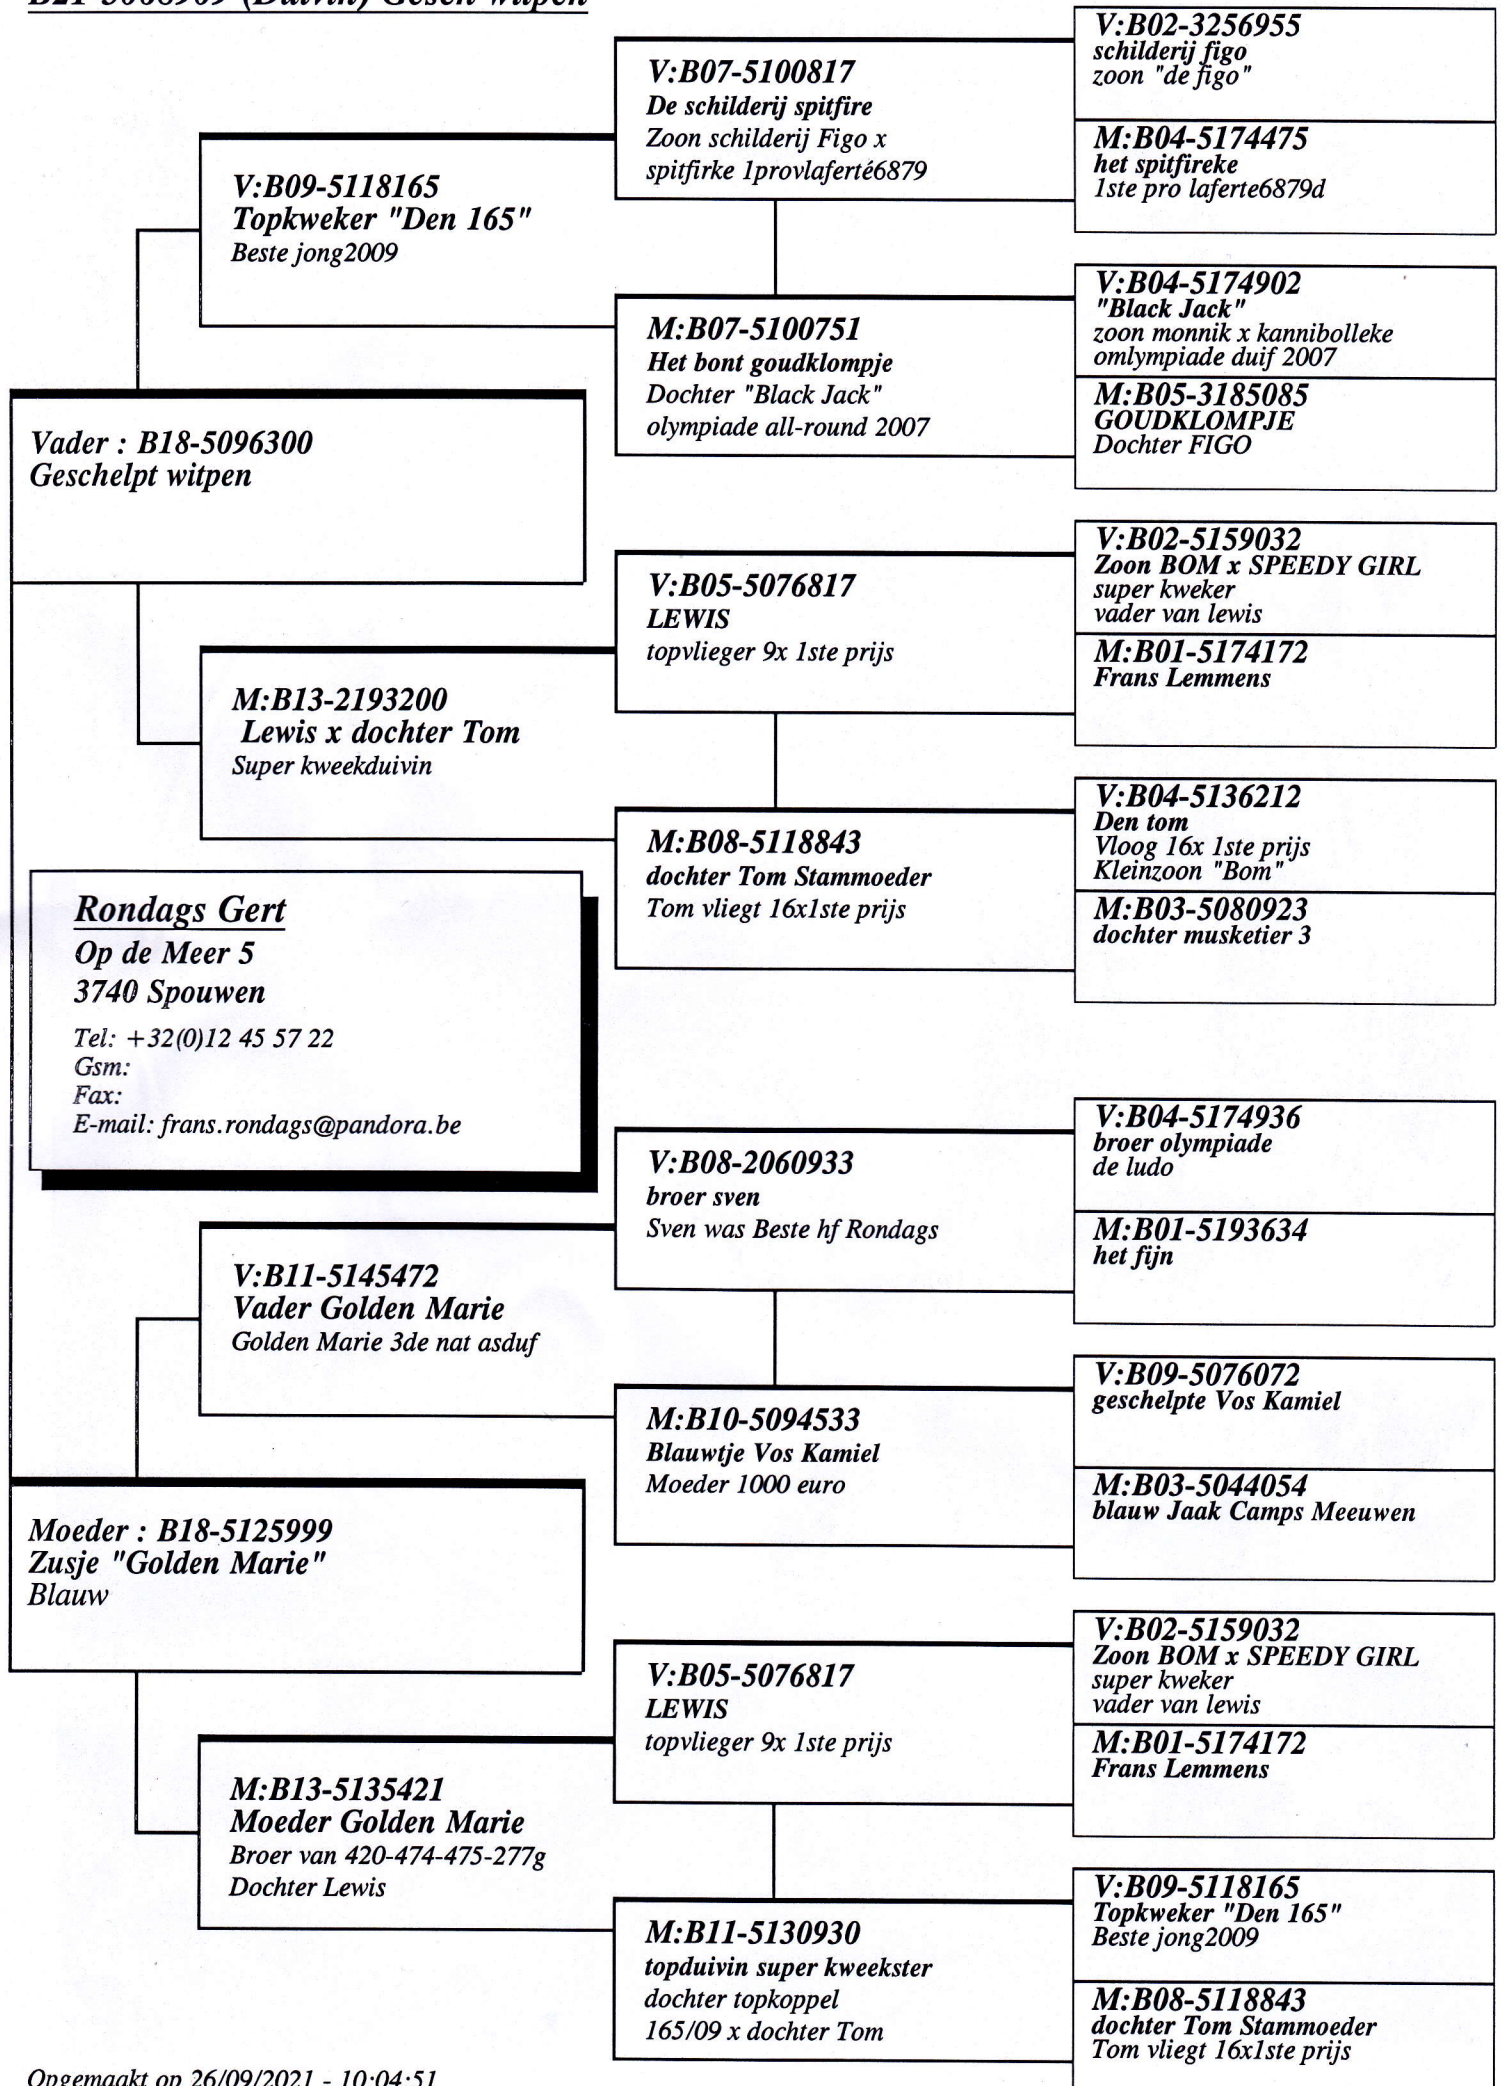 V:B02-3256955
schilderij figo
zoon "de figo"
V:B07-5100817
De schilderij spitfire
Zoon schilderij Figo x
spitfirke 1provlaferté6879
M:B04-5174475
het spitfireke
1ste pro laferte6879d
V:B09-5118165
Topkweker "Den 165"
Beste jong2009
V:B04-5174902
"Black Jack"
zoon monnik x kannibolleke
omlympiade duif 2007
M:B07-5100751
Het bont goudklompje
Dochter "Black Jack"
olympiade all-round 2007
M:B05-3185085
GOUDKLOMPJE
Dochter FIGO
Vader : B18-5096300
Geschelpt witpen
V:B02-5159032
Zoon BOM x SPEEDY GIRL
super kweker
vader van lewis
V:B05-5076817
LEWIS
topvlieger 9x 1ste prijs
M:B01-5174172
Frans Lemmens
M:B13-2193200
Lewis x dochter Tom
Super kweekduivin
V:B04-5136212
Den tom
Vloog 16x 1ste prijs
Kleinzoon "Bom"
M:B08-5118843
dochter Tom Stammoeder
Tom vliegt 16x1ste prijs
M:B03-5080923
dochter musketier 3
Rondags Gert
Op de Meer 5
3740 Spouwen
Tel: +32(0)12 45 57 22
Gsm:
Fax:
E-mail: frans.rondags@pandora.be
V:B04-5174936
broer olympiade
de ludo
V:B08-2060933
broer sven
Sven was Beste hf Rondags
M:B01-5193634
het fijn
V:B11-5145472
Vader Golden Marie
Golden Marie 3de nat asduf
V:B09-5076072
geschelpte Vos Kamiel
M:B10-5094533
Blauwtje Vos Kamiel
Moeder 1000 euro
M:B03-5044054
blauw Jaak Camps Meeuwen
Moeder : B18-5125999
Zusje "Golden Marie"
Blauw
V:B02-5159032
Zoon BOM x SPEEDY GIRL
super kweker
vader van lewis
V:B05-5076817
LEWIS
topvlieger 9x 1ste prijs
M:B01-5174172
Frans Lemmens
M:B13-5135421
Moeder Golden Marie
Broer van 420-474-475-277g
Dochter Lewis
V:B09-5118165
Topkweker "Den 165"
Beste jong2009
M:B11-5130930
topduivin super kweekster
dochter topkoppel
165/09 x dochter Tom
M:B08-5118843
dochter Tom Stammoeder
Tom vliegt 16x1ste prijs
Opgemaakt op 26/09/2021 - 10:04:51